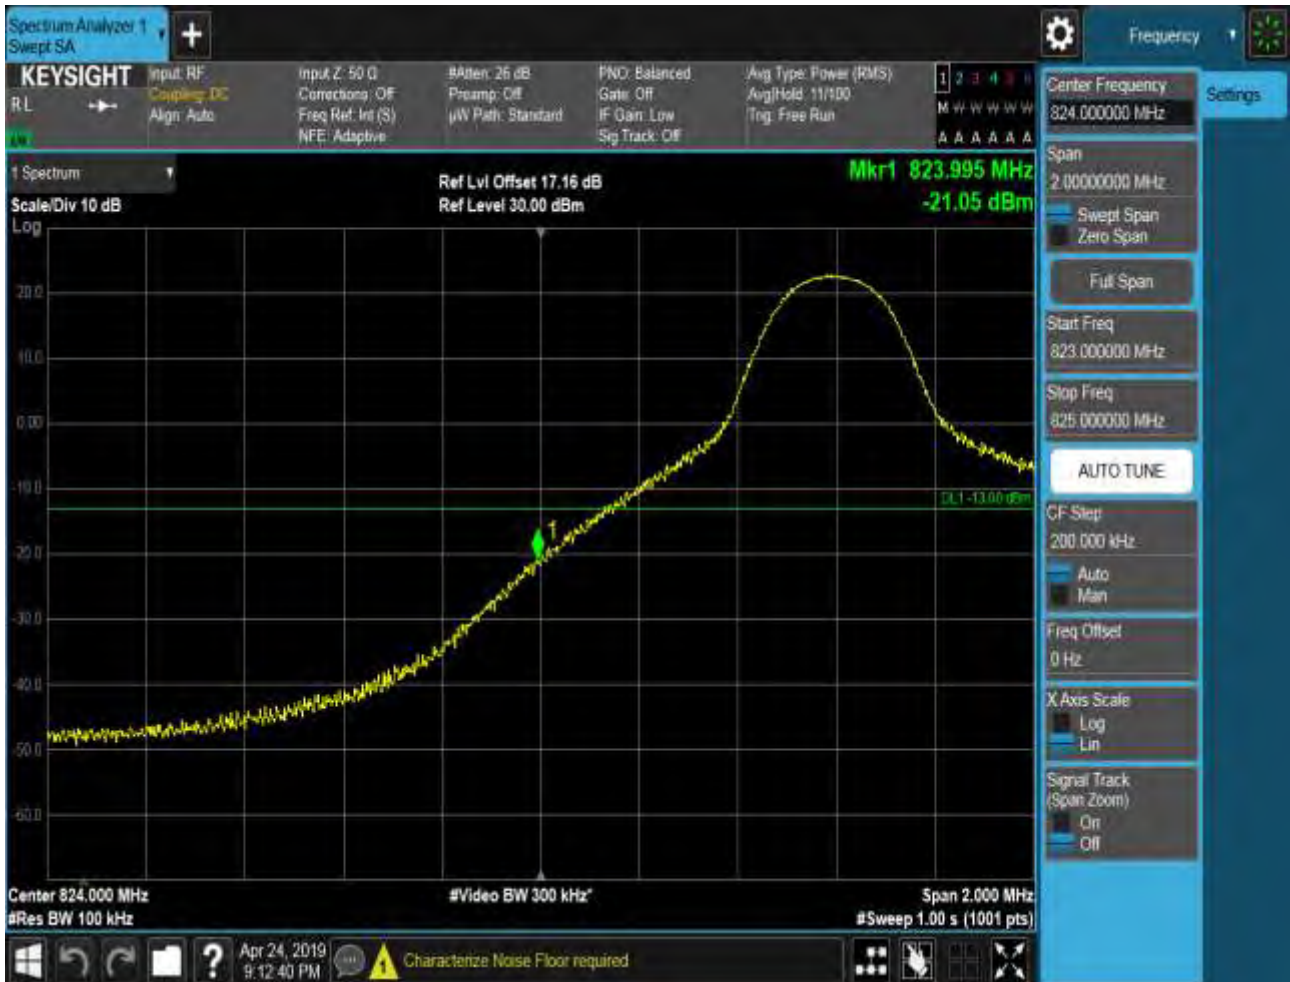 Spectrum Analyzer 1
Swept SA
Frequency
KEYSIGHT
R L
Input: RF
Coupling: DC
Align: Auto
Input Z: 50 Ω
Corrections: Off
Freq Ref: Int (S)
NFE: Adaptive
#Atten: 26 dB
Preamp: Off
µW Path: Standard
PNO: Balanced
Gate: Off
IF Gain: Low
Sig Track: Off
Avg Type: Power (RMS)
Avg|Hold: 11/100
Trig: Free Run
1 2 3 4 5 6
M W W W W W
A A A A A A
1 Spectrum
Scale/Div 10 dB
Log
Ref Lvl Offset 17.16 dB
Ref Level 30.00 dBm
Mkr1 823.995 MHz
-21.05 dBm
20.0
10.0
0.00
-10.0
-20.0
-30.0
-40.0
-50.0
-60.0
1
DL1 -13.00 dBm
Center 824.000 MHz
#Res BW 100 kHz
#Video BW 300 kHz*
Span 2.000 MHz
#Sweep 1.00 s (1001 pts)
Center Frequency
824.000000 MHz
Settings
Span
2.00000000 MHz
Swept Span
Zero Span
Full Span
Start Freq
823.000000 MHz
Stop Freq
825.000000 MHz
AUTO TUNE
CF Step
200.000 kHz
Auto
Man
Freq Offset
0 Hz
X Axis Scale
Log
Lin
Signal Track
(Span Zoom)
On
Off
?
Apr 24, 2019
9:12:40 PM
1
Characterize Noise Floor required